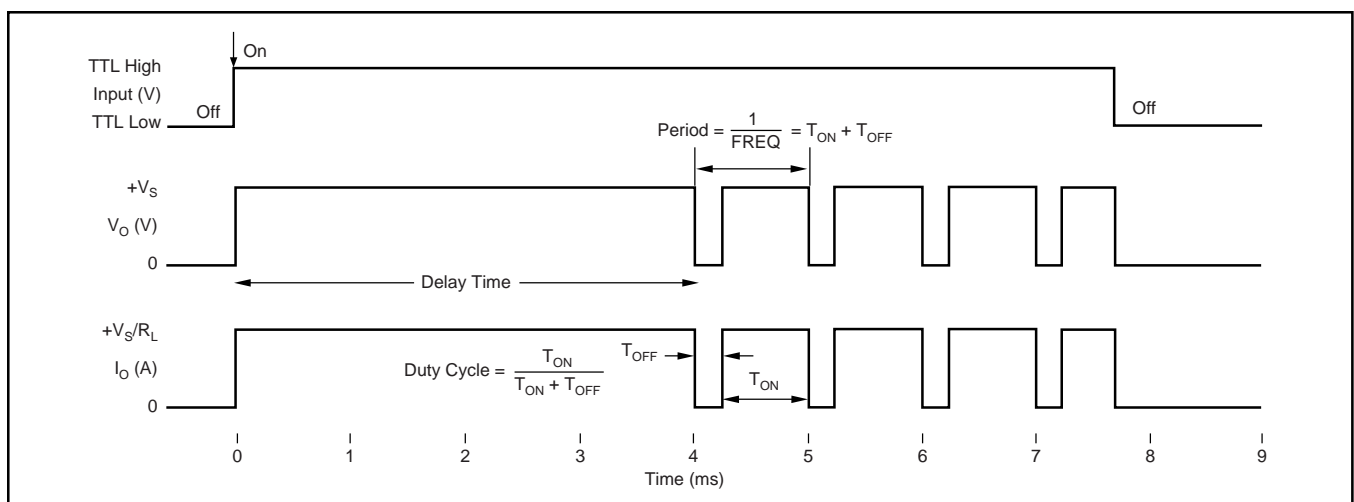 On
TTL High
Input (V)
Off
TTL Low
Off
Period = 1/FREQ = T_ON + T_OFF
+V_S
V_O (V)
0
Delay Time
+V_S/R_L
I_O (A)
0
Duty Cycle = T_ON/(T_ON + T_OFF)
T_OFF
T_ON
0 1 2 3 4 5 6 7 8 9
Time (ms)